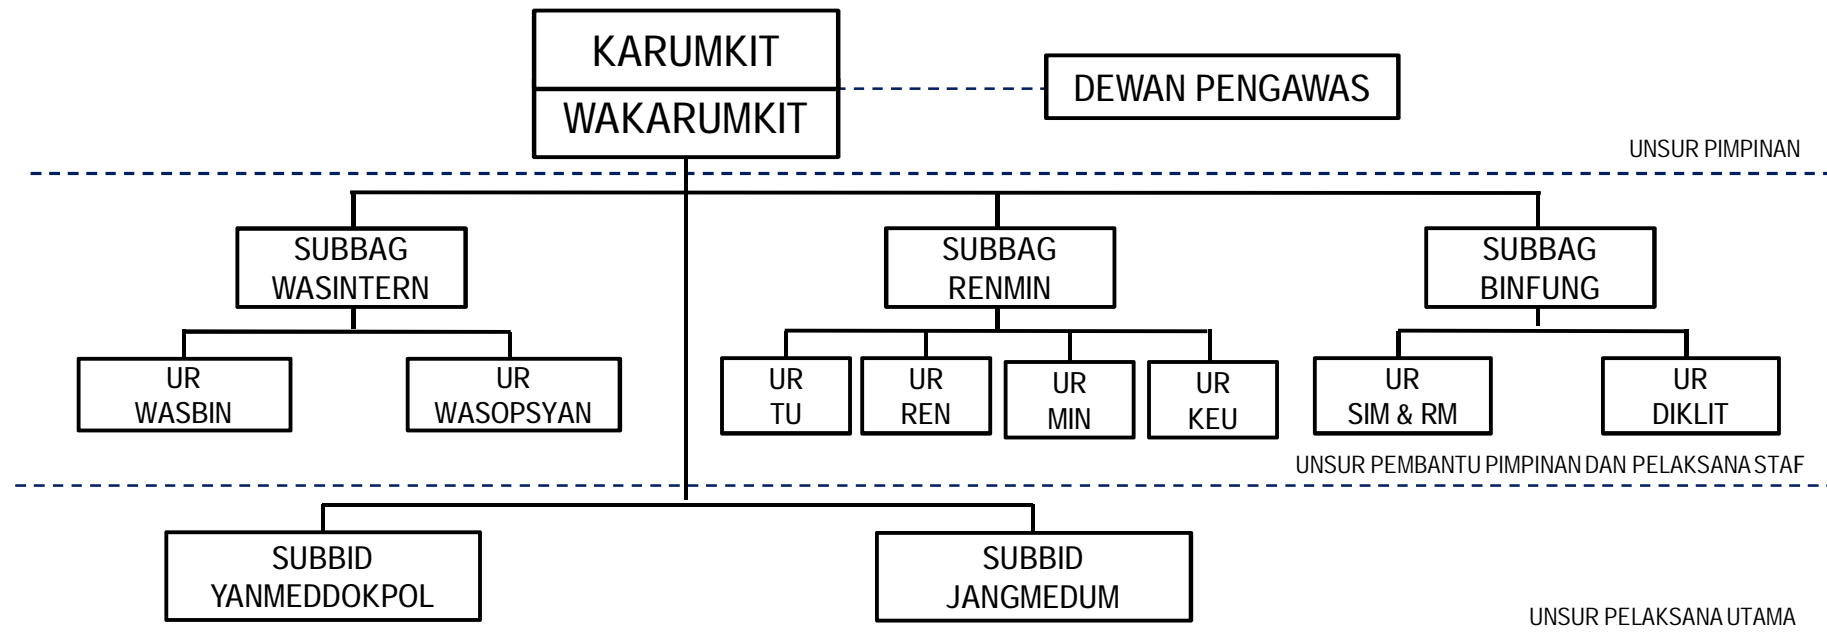 KARUMKIT
WAKARUMKIT
DEWAN PENGAWAS
UNSUR PIMPINAN
SUBBAG
WASINTERN
SUBBAG
RENMIN
SUBBAG
BINFUNG
UR
WASBIN
UR
WASOPSYAN
UR
TU
UR
REN
UR
MIN
UR
KEU
UR
SIM & RM
UR
DIKLIT
UNSUR PEMBANTU PIMPINAN DAN PELAKSANA STAF
SUBBID
YANMEDDOKPOL
SUBBID
JANGMEDUM
UNSUR PELAKSANA UTAMA